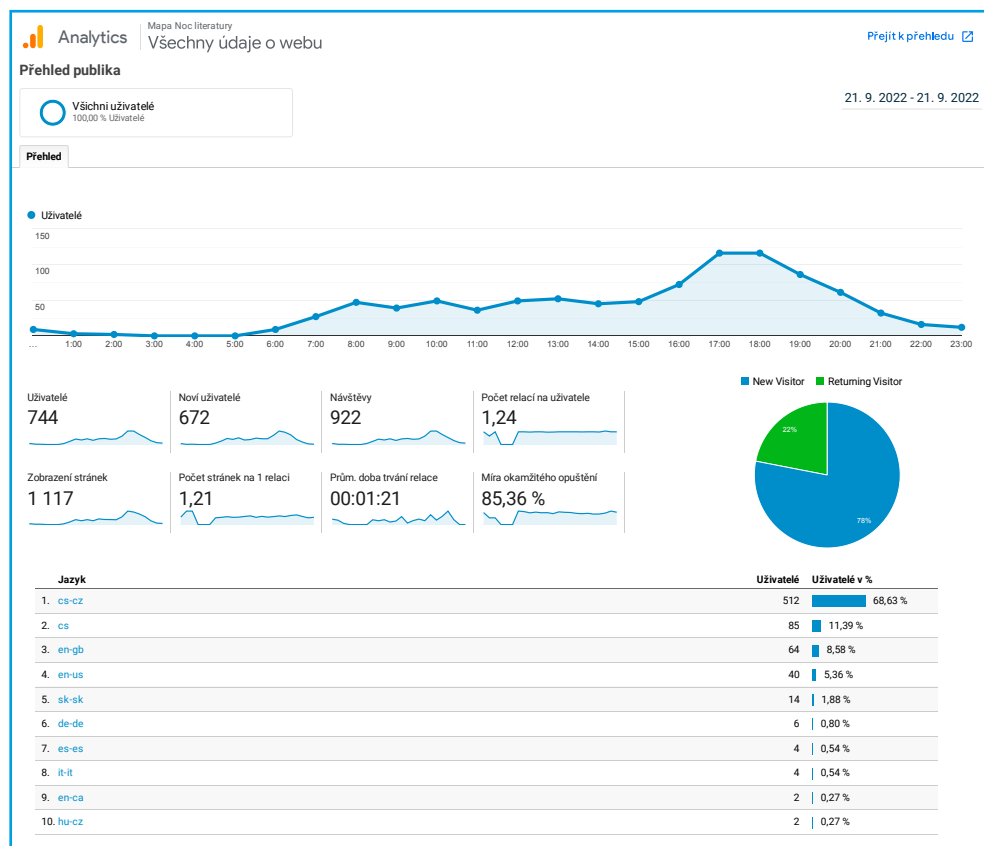 Analytics
Mapa Noc literatury
Všechny údaje o webu
Přejít k přehledu
Přehled publika
Všichni uživatelé
100,00 % Uživatelé
21. 9. 2022 - 21. 9. 2022
Přehled
Uživatelé
150
100
50
... 1:00 2:00 3:00 4:00 5:00 6:00 7:00 8:00 9:00 10:00 11:00 12:00 13:00 14:00 15:00 16:00 17:00 18:00 19:00 20:00 21:00 22:00 23:00
New Visitor Returning Visitor
Uživatelé Noví uživatelé Návštěvy Počet relací na uživatele
744 672 922 1,24
22%
Zobrazení stránek Počet stránek na 1 relaci Prům. doba trvání relace Míra okamžitého opuštění
1 117 1,21 00:01:21 85,36 %
78%
Jazyk Uživatelé Uživatelé v %
1. cs-cz 512 68,63 %
2. cs 85 11,39 %
3. en-gb 64 8,58 %
4. en-us 40 5,36 %
5. sk-sk 14 1,88 %
6. de-de 6 0,80 %
7. es-es 4 0,54 %
8. it-it 4 0,54 %
9. en-ca 2 0,27 %
10. hu-cz 2 0,27 %